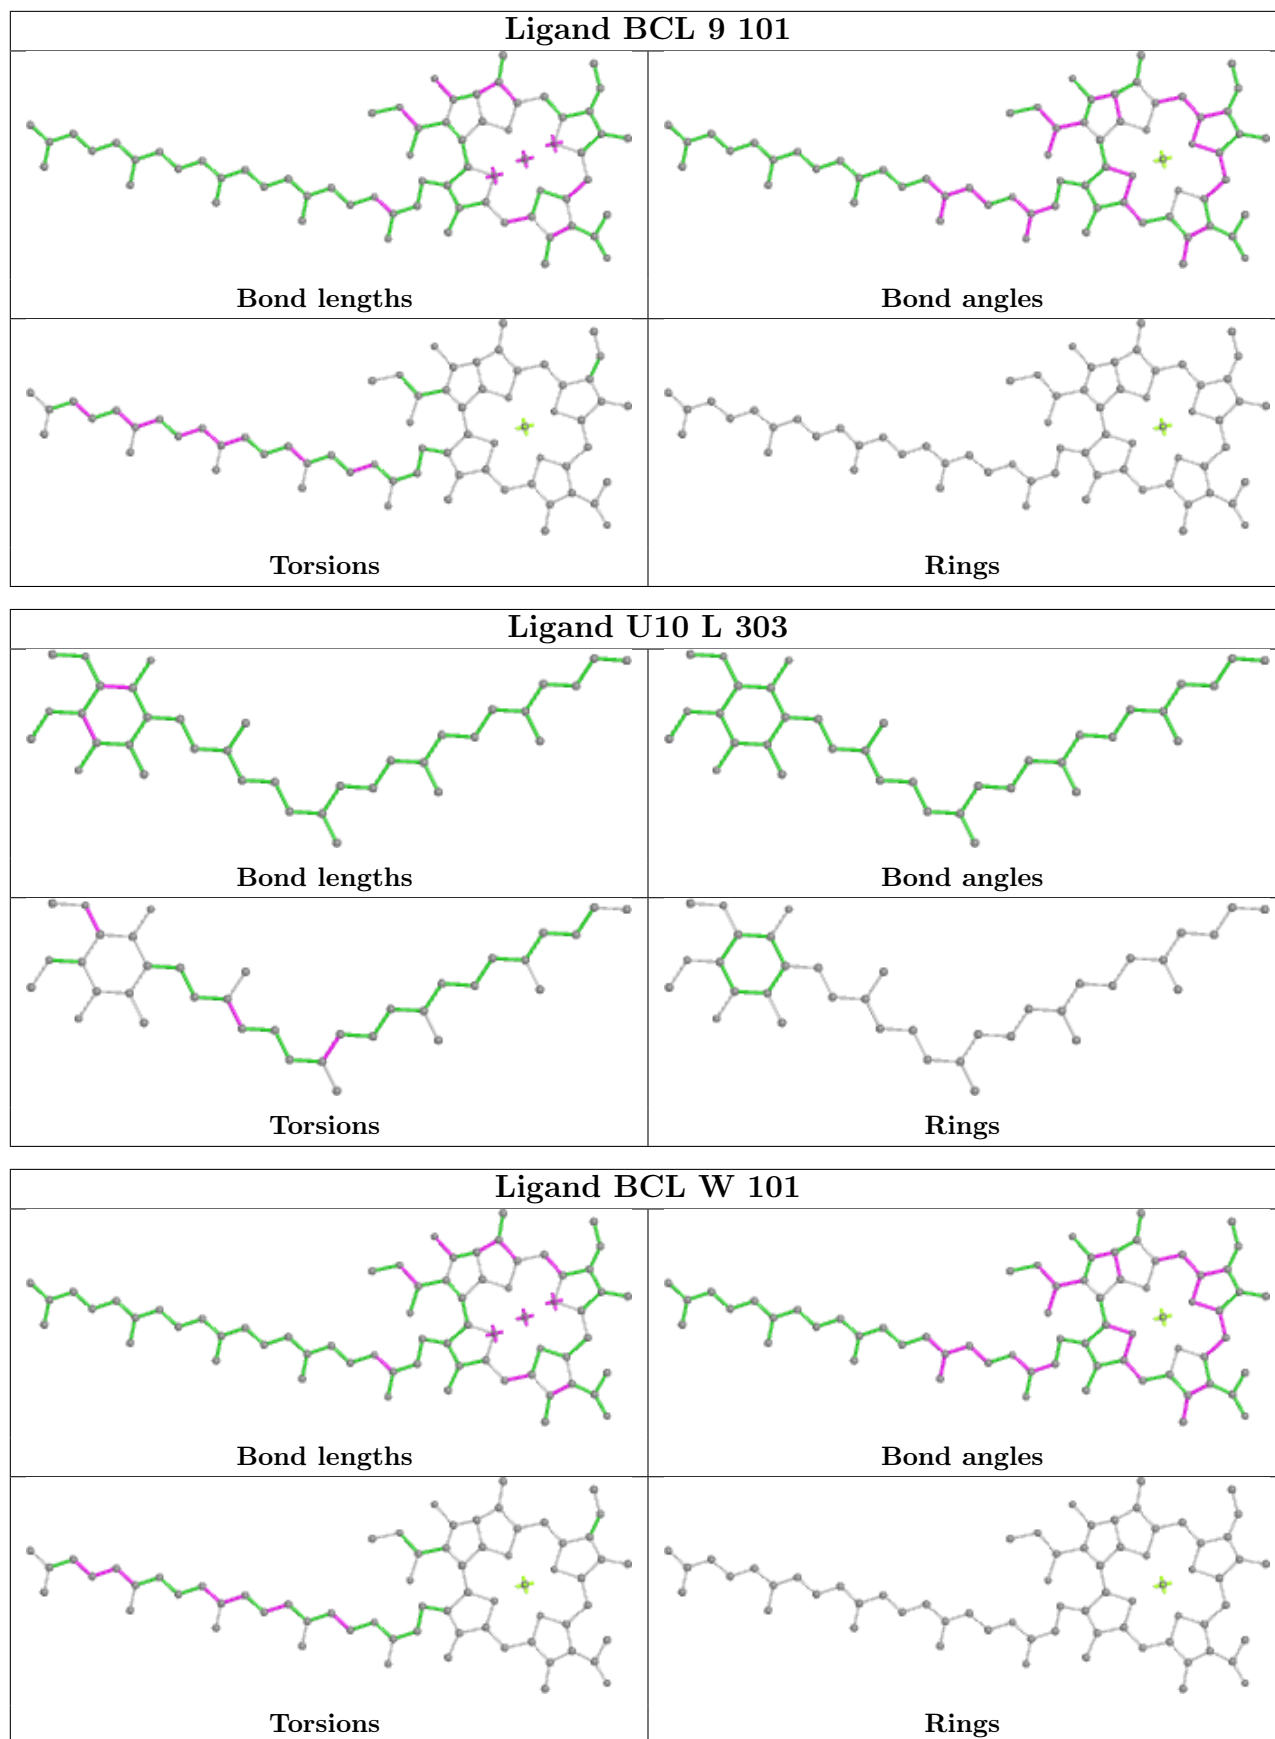 Ligand BCL 9 101
Bond lengths
Bond angles
Torsions
Rings
Ligand U10 L 303
Bond lengths
Bond angles
Torsions
Rings
Ligand BCL W 101
Bond lengths
Bond angles
Torsions
Rings